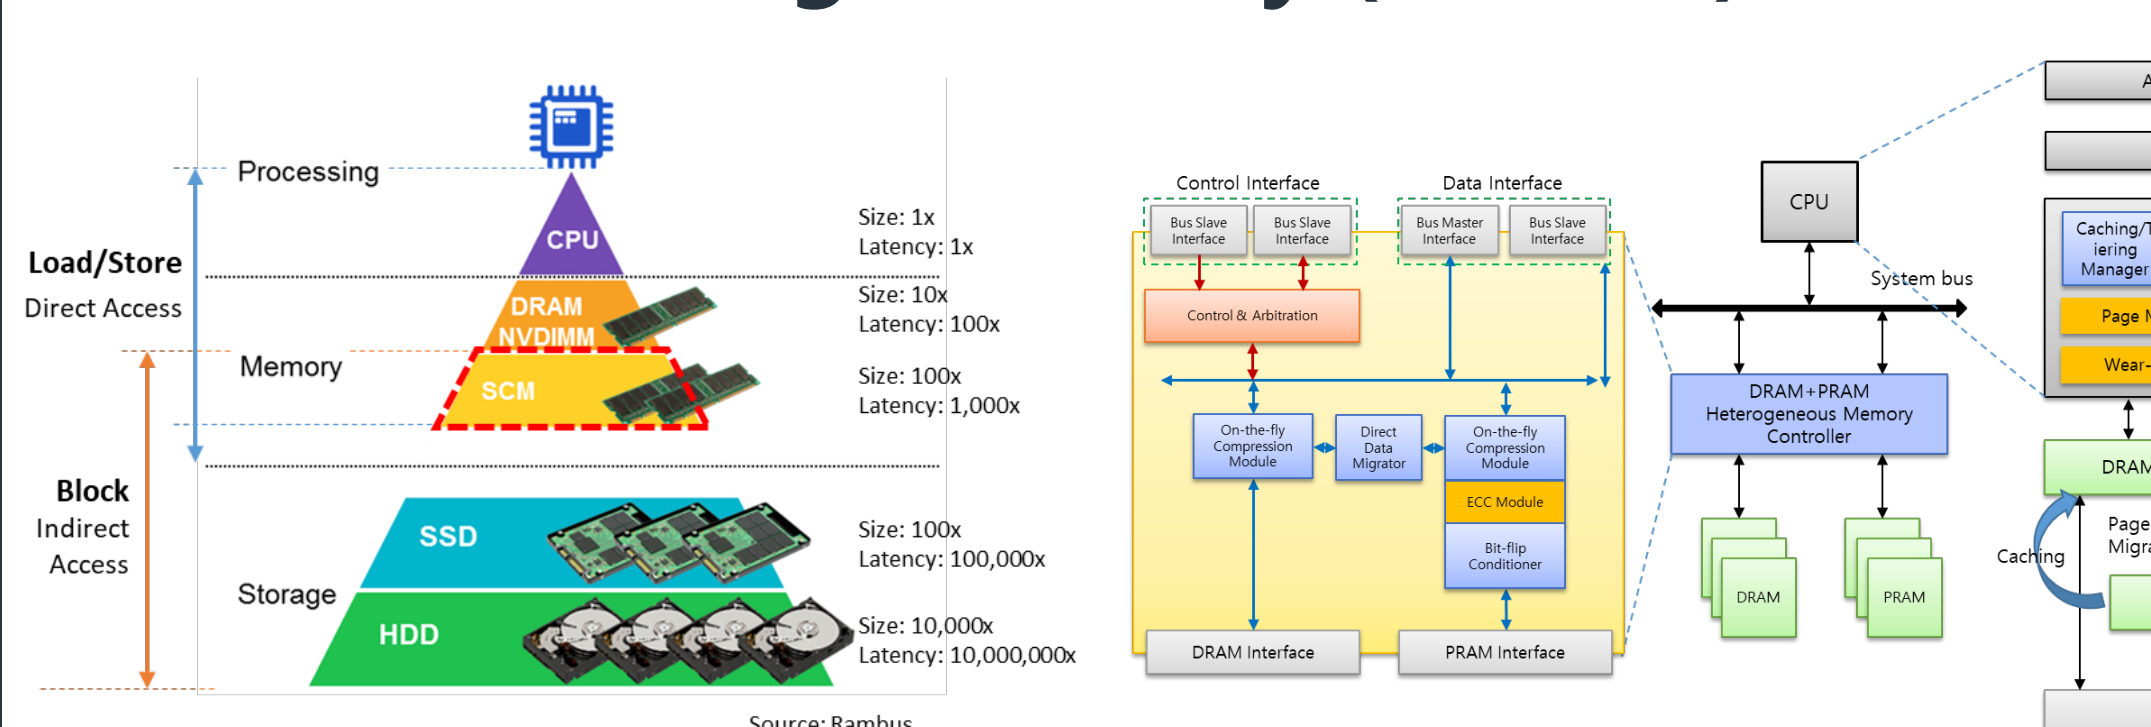 Processing
CPU
Size: 1x
Latency: 1x
Load/Store
Direct Access
DRAM
NVDIMM
Size: 10x
Latency: 100x
Memory
SCM
Size: 100x
Latency: 1,000x
Block
Indirect
Access
SSD
Size: 100x
Latency: 100,000x
Storage
HDD
Size: 10,000x
Latency: 10,000,000x
Source: Rambus
Control Interface
Data Interface
Bus Slave
Interface
Bus Slave
Interface
Bus Master
Interface
Bus Slave
Interface
Control & Arbitration
On-the-fly
Compression
Module
Direct
Data
Migrator
On-the-fly
Compression
Module
ECC Module
Bit-flip
Conditioner
DRAM Interface
PRAM Interface
CPU
System bus
DRAM+PRAM
Heterogeneous Memory
Controller
DRAM
PRAM
Caching/T
iering
Manager
Page
Wear-
DRAM
Page
Migra
Caching